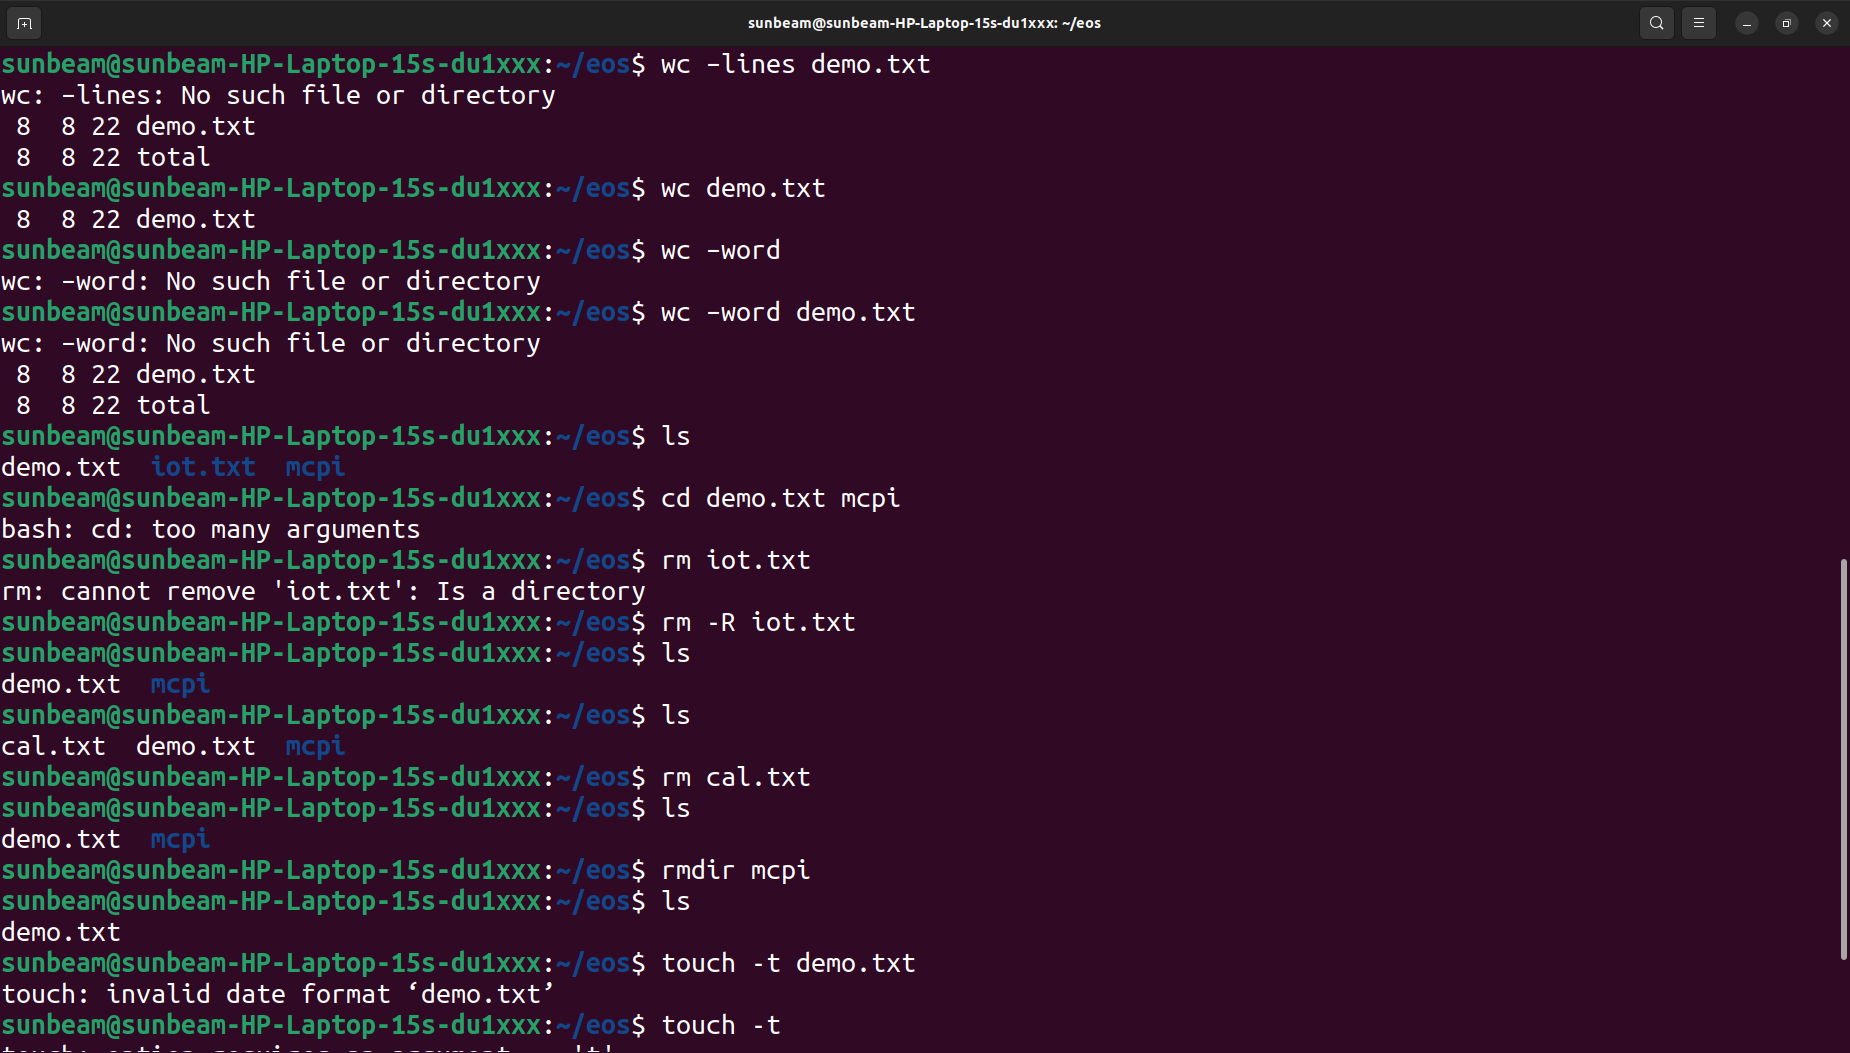 sunbeam@sunbeam-HP-Laptop-15s-du1xxx: ~/eos
sunbeam@sunbeam-HP-Laptop-15s-du1xxx:~/eos$ wc –lines demo.txt
wc: –lines: No such file or directory
 8  8 22 demo.txt
 8  8 22 total
sunbeam@sunbeam-HP-Laptop-15s-du1xxx:~/eos$ wc demo.txt
 8  8 22 demo.txt
sunbeam@sunbeam-HP-Laptop-15s-du1xxx:~/eos$ wc –word
wc: –word: No such file or directory
sunbeam@sunbeam-HP-Laptop-15s-du1xxx:~/eos$ wc –word demo.txt
wc: –word: No such file or directory
 8  8 22 demo.txt
 8  8 22 total
sunbeam@sunbeam-HP-Laptop-15s-du1xxx:~/eos$ ls
demo.txt  iot.txt  mcpi
sunbeam@sunbeam-HP-Laptop-15s-du1xxx:~/eos$ cd demo.txt mcpi
bash: cd: too many arguments
sunbeam@sunbeam-HP-Laptop-15s-du1xxx:~/eos$ rm iot.txt
rm: cannot remove 'iot.txt': Is a directory
sunbeam@sunbeam-HP-Laptop-15s-du1xxx:~/eos$ rm -R iot.txt
sunbeam@sunbeam-HP-Laptop-15s-du1xxx:~/eos$ ls
demo.txt  mcpi
sunbeam@sunbeam-HP-Laptop-15s-du1xxx:~/eos$ ls
cal.txt  demo.txt  mcpi
sunbeam@sunbeam-HP-Laptop-15s-du1xxx:~/eos$ rm cal.txt
sunbeam@sunbeam-HP-Laptop-15s-du1xxx:~/eos$ ls
demo.txt  mcpi
sunbeam@sunbeam-HP-Laptop-15s-du1xxx:~/eos$ rmdir mcpi
sunbeam@sunbeam-HP-Laptop-15s-du1xxx:~/eos$ ls
demo.txt
sunbeam@sunbeam-HP-Laptop-15s-du1xxx:~/eos$ touch -t demo.txt
touch: invalid date format ‘demo.txt’
sunbeam@sunbeam-HP-Laptop-15s-du1xxx:~/eos$ touch -t